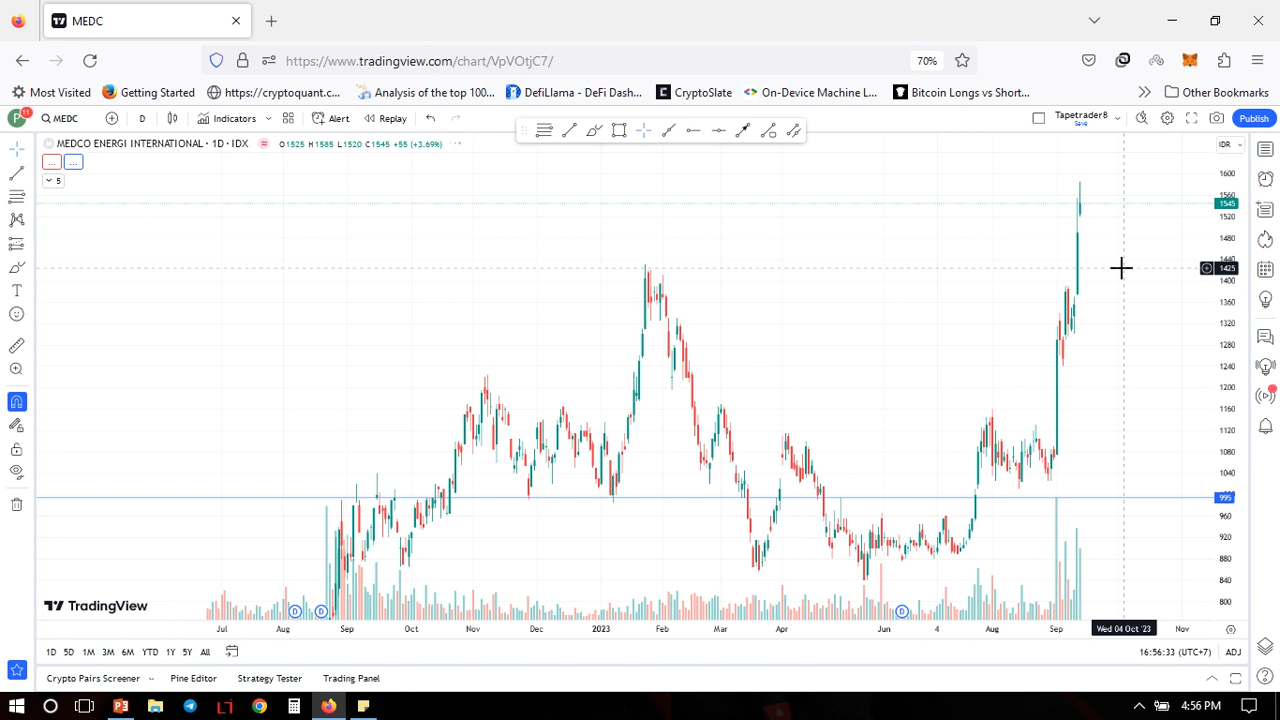 MEDC
https://www.tradingview.com/chart/VpVOtjC7/
70%
Most Visited
Getting Started
https://cryptoquant.c...
Analysis of the top 100...
DefiLlama - DeFi Dash...
CryptoSlate
On-Device Machine L...
Bitcoin Longs vs Short...
Other Bookmarks
P 11
MEDC
D
Indicators
Alert
Replay
Tapetrader8
Save
Publish
MEDCO ENERGI INTERNATIONAL · 1D · IDX
O1525 H1585 L1520 C1545 +55 (+3.69%)
IDR
...
...
5
1600
1560
1545
1520
1480
1440
1425
1400
1360
1320
1280
1240
1200
1160
1120
1080
1040
995
960
920
880
840
800
TradingView
D
D
D
Jul
Aug
Sep
Oct
Nov
Dec
2023
Feb
Mar
Apr
Jun
4
Aug
Sep
Wed 04 Oct '23
Nov
1D 5D 1M 3M 6M YTD 1Y 5Y All
16:56:33 (UTC+7)
ADJ
Crypto Pairs Screener
Pine Editor
Strategy Tester
Trading Panel
4:56 PM